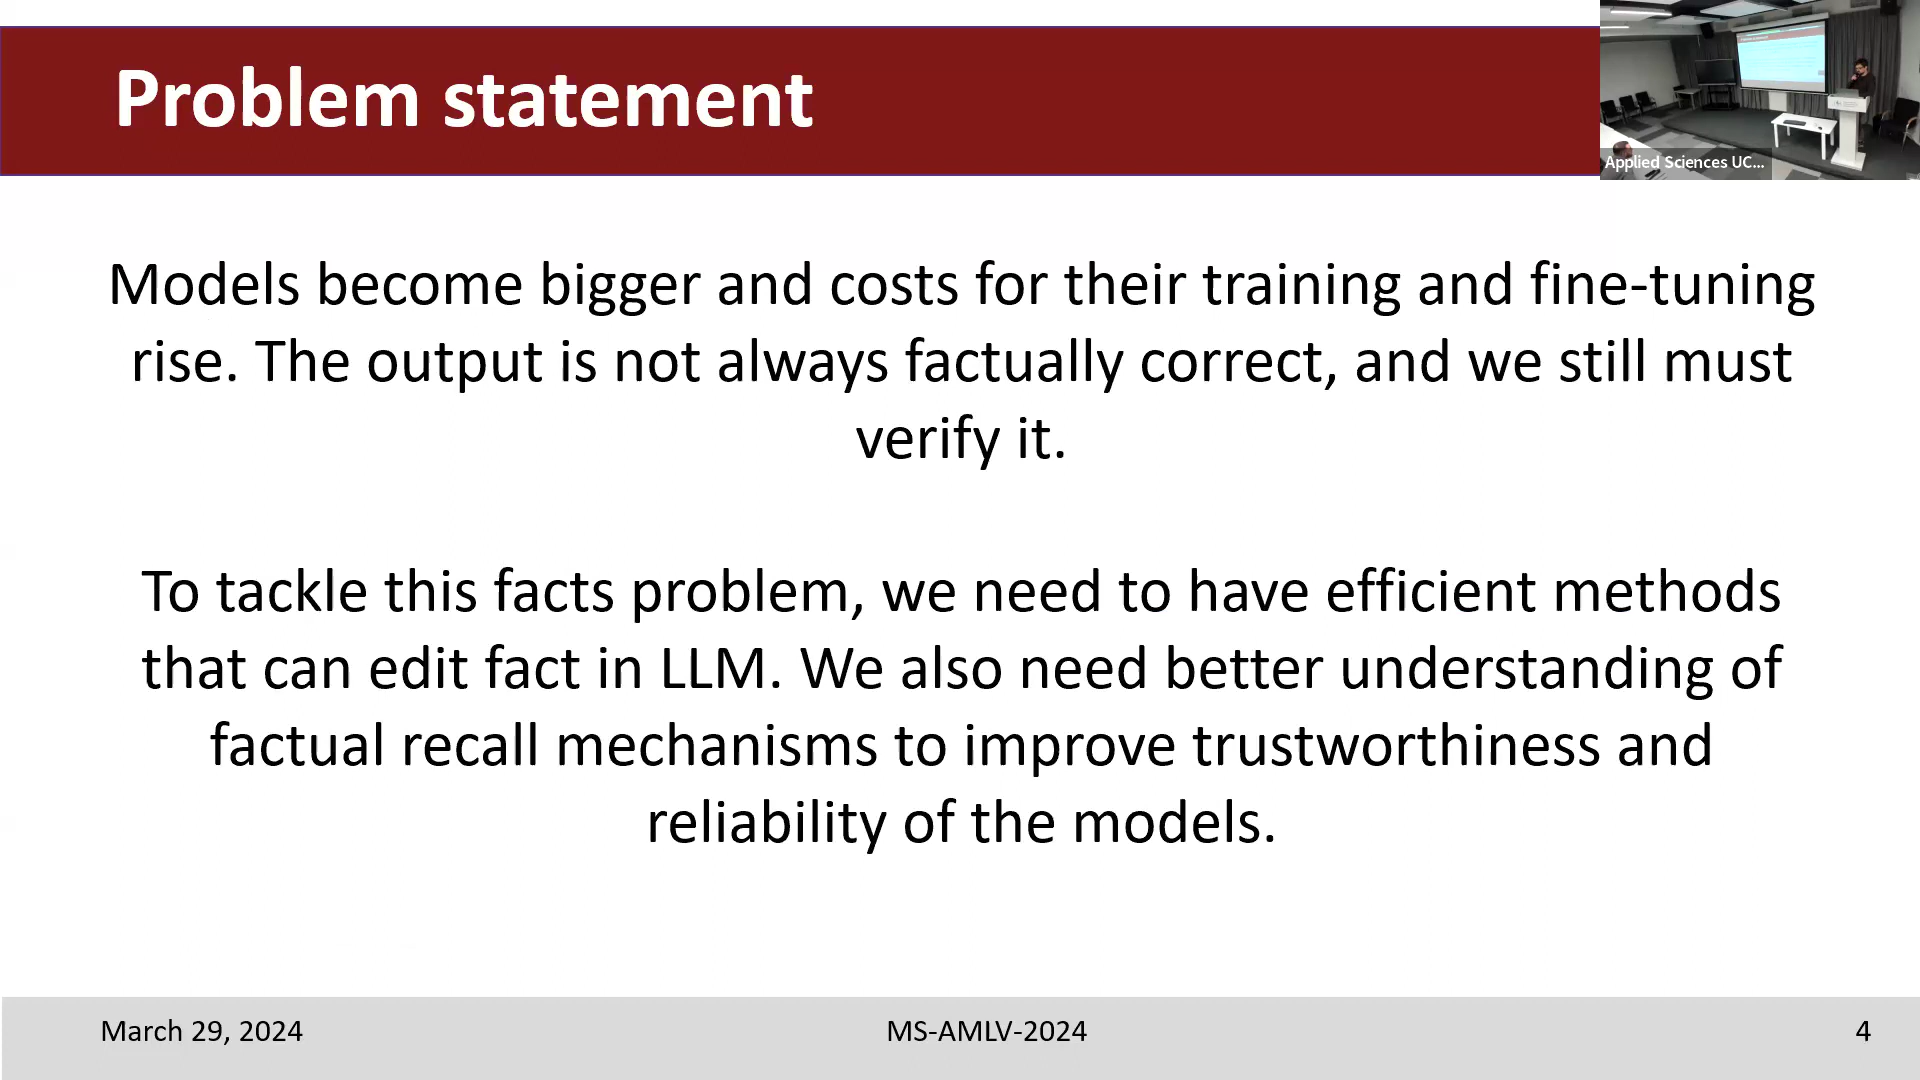 Problem statement
Applied Sciences UC...
Models become bigger and costs for their training and fine-tuning
rise. The output is not always factually correct, and we still must
verify it.
To tackle this facts problem, we need to have efficient methods
that can edit fact in LLM. We also need better understanding of
factual recall mechanisms to improve trustworthiness and
reliability of the models.
March 29, 2024
MS-AMLV-2024
4